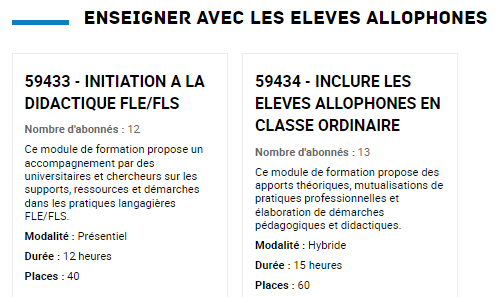 ENSEIGNER AVEC LES ELEVES ALLOPHONES
59433 - INITIATION A LA
DIDACTIQUE FLE/FLS
Nombre d'abonnés : 12
Ce module de formation propose un
accompagnement par des
universitaires et chercheurs sur les
supports, ressources et démarches
dans les pratiques langagières
FLE/FLS.
Modalité : Présentiel
Durée : 12 heures
Places : 40
59434 - INCLURE LES
ELEVES ALLOPHONES EN
CLASSE ORDINAIRE
Nombre d'abonnés : 13
Ce module de formation propose des
apports théoriques, mutualisations de
pratiques professionnelles et
élaboration de démarches
pédagogiques et didactiques.
Modalité : Hybride
Durée : 15 heures
Places : 60